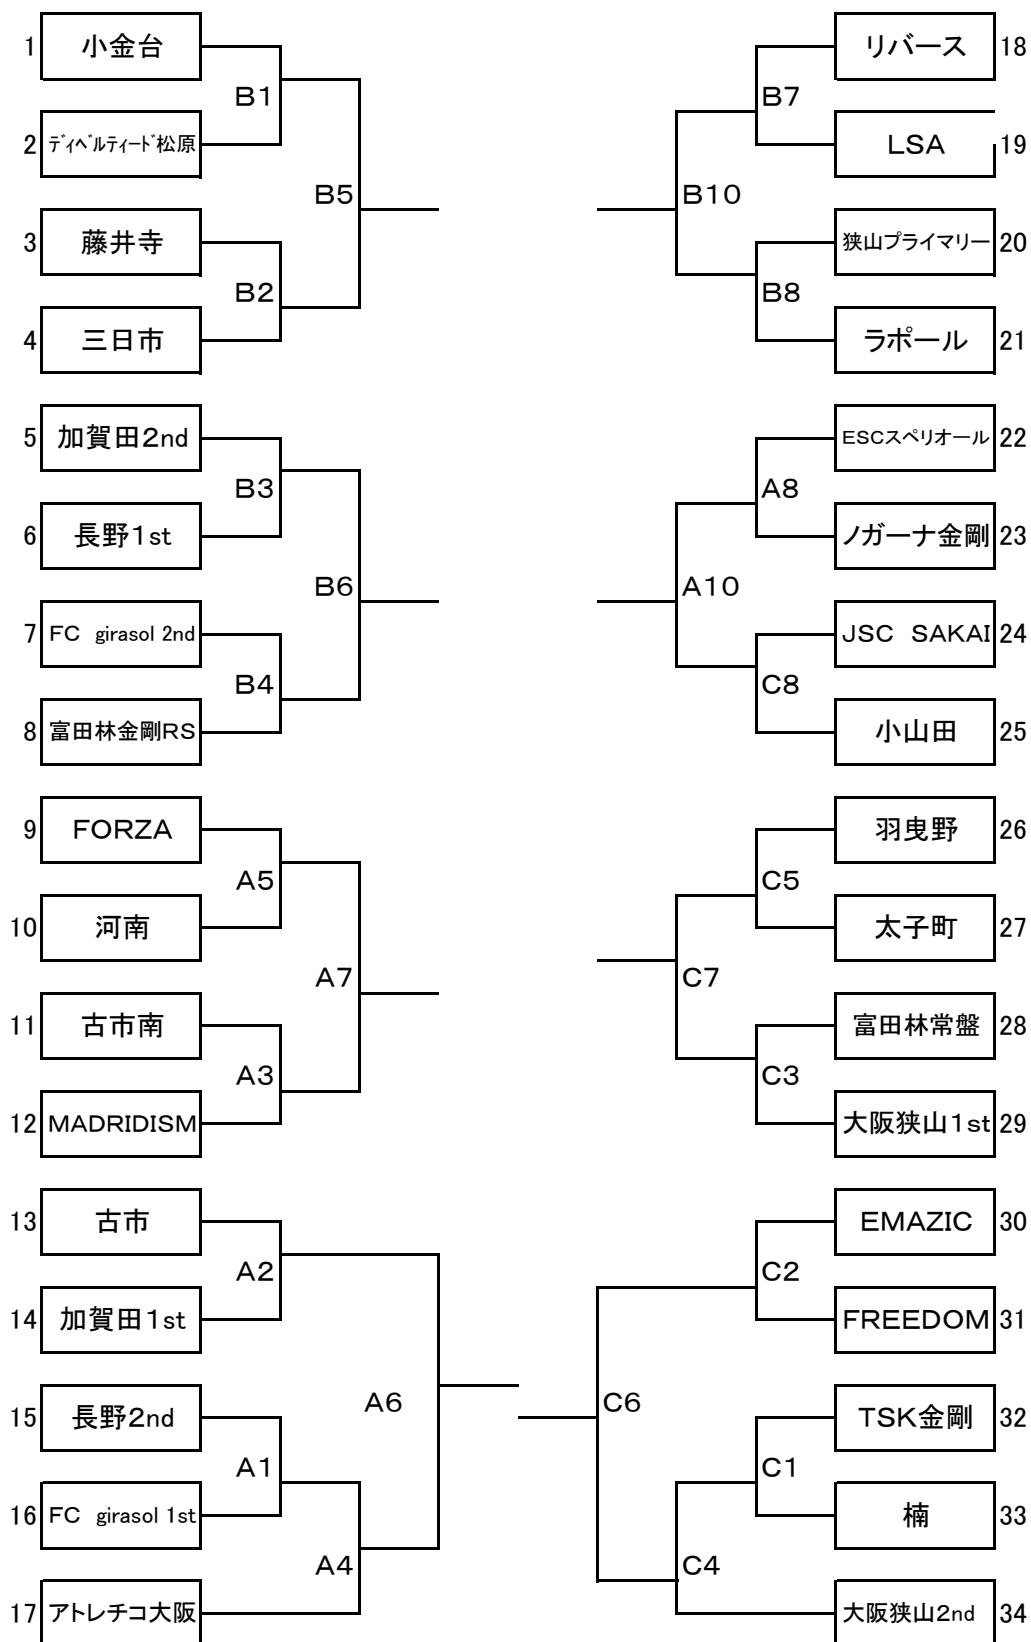 1 小金台
B1
2 ディベルティード松原
B5
3 藤井寺
B2
4 三日市
5 加賀田2nd
B3
6 長野1st
B6
7 FC girasol 2nd
B4
8 富田林金剛RS
9 FORZA
A5
10 河南
A7
11 古市南
A3
12 MADRIDISM
13 古市
A2
14 加賀田1st
A6
15 長野2nd
A1
16 FC girasol 1st
A4
17 アトレチコ大阪
リバース 18
B7
LSA 19
B10
狭山プライマリー 20
B8
ラポール 21
ESCスペリオール 22
A8
ノガーナ金剛 23
A10
JSC SAKAI 24
C8
小山田 25
羽曳野 26
C5
太子町 27
C7
富田林常盤 28
C3
大阪狭山1st 29
EMAZIC 30
C2
FREEDOM 31
C6
TSK金剛 32
C1
楠 33
C4
大阪狭山2nd 34